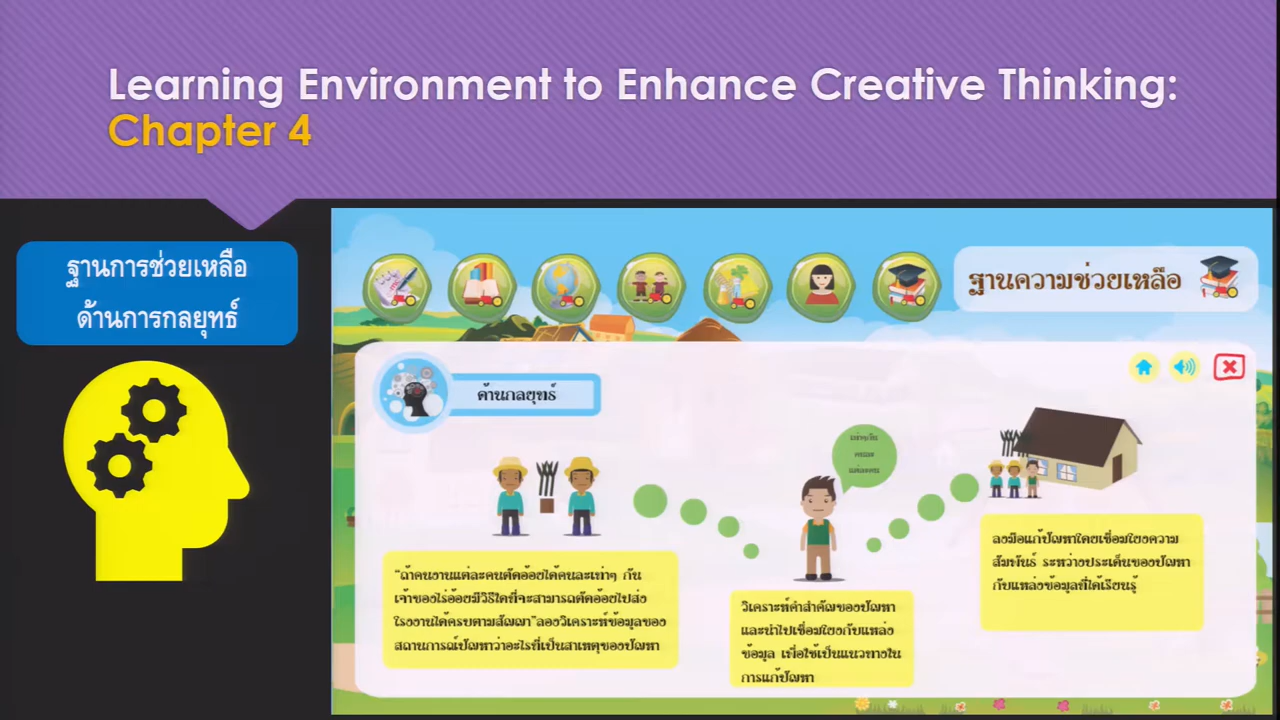 Learning Environment to Enhance Creative Thinking:
Chapter 4
ฐานการช่วยเหลือ
ด้านการกลยุทธ์
ฐานความช่วยเหลือ
ด้านกลยุทธ์
เท่าๆกัน
คนละ
แต่ละคน
"ถ้าคนงานแต่ละคนตัดอ้อยได้คนละเท่าๆ กัน
เจ้าของไร่อ้อยมีวิธีใดที่จะสามารถตัดอ้อยไปส่ง
โรงงานได้ครบตามสัญญา"ลองวิเคราะห์ข้อมูลของ
สถานการณ์ปัญหาว่าอะไรที่เป็นสาเหตุของปัญหา
วิเคราะห์คำสำคัญของปัญหา
และนำไปเชื่อมโยงกับแหล่ง
ข้อมูล เพื่อใช้เป็นแนวทางใน
การแก้ปัญหา
ลงมือแก้ปัญหาโดยเชื่อมโยงความ
สัมพันธ์ ระหว่างประเด็นของปัญหา
กับแหล่งข้อมูลที่ได้เรียนรู้